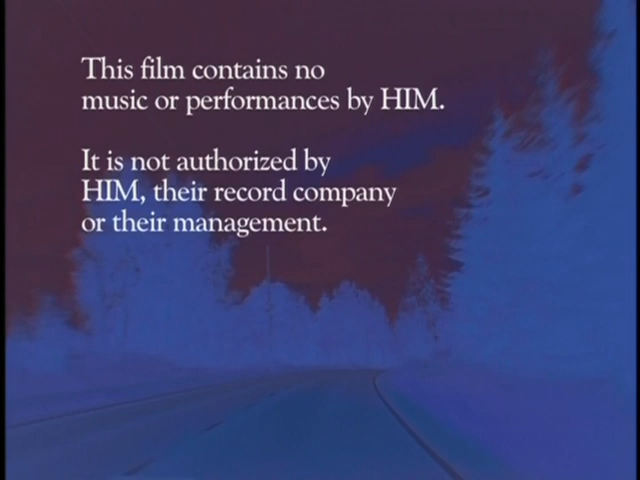 This film contains no
music or performances by HIM.
It is not authorized by
HIM, their record company
or their management.